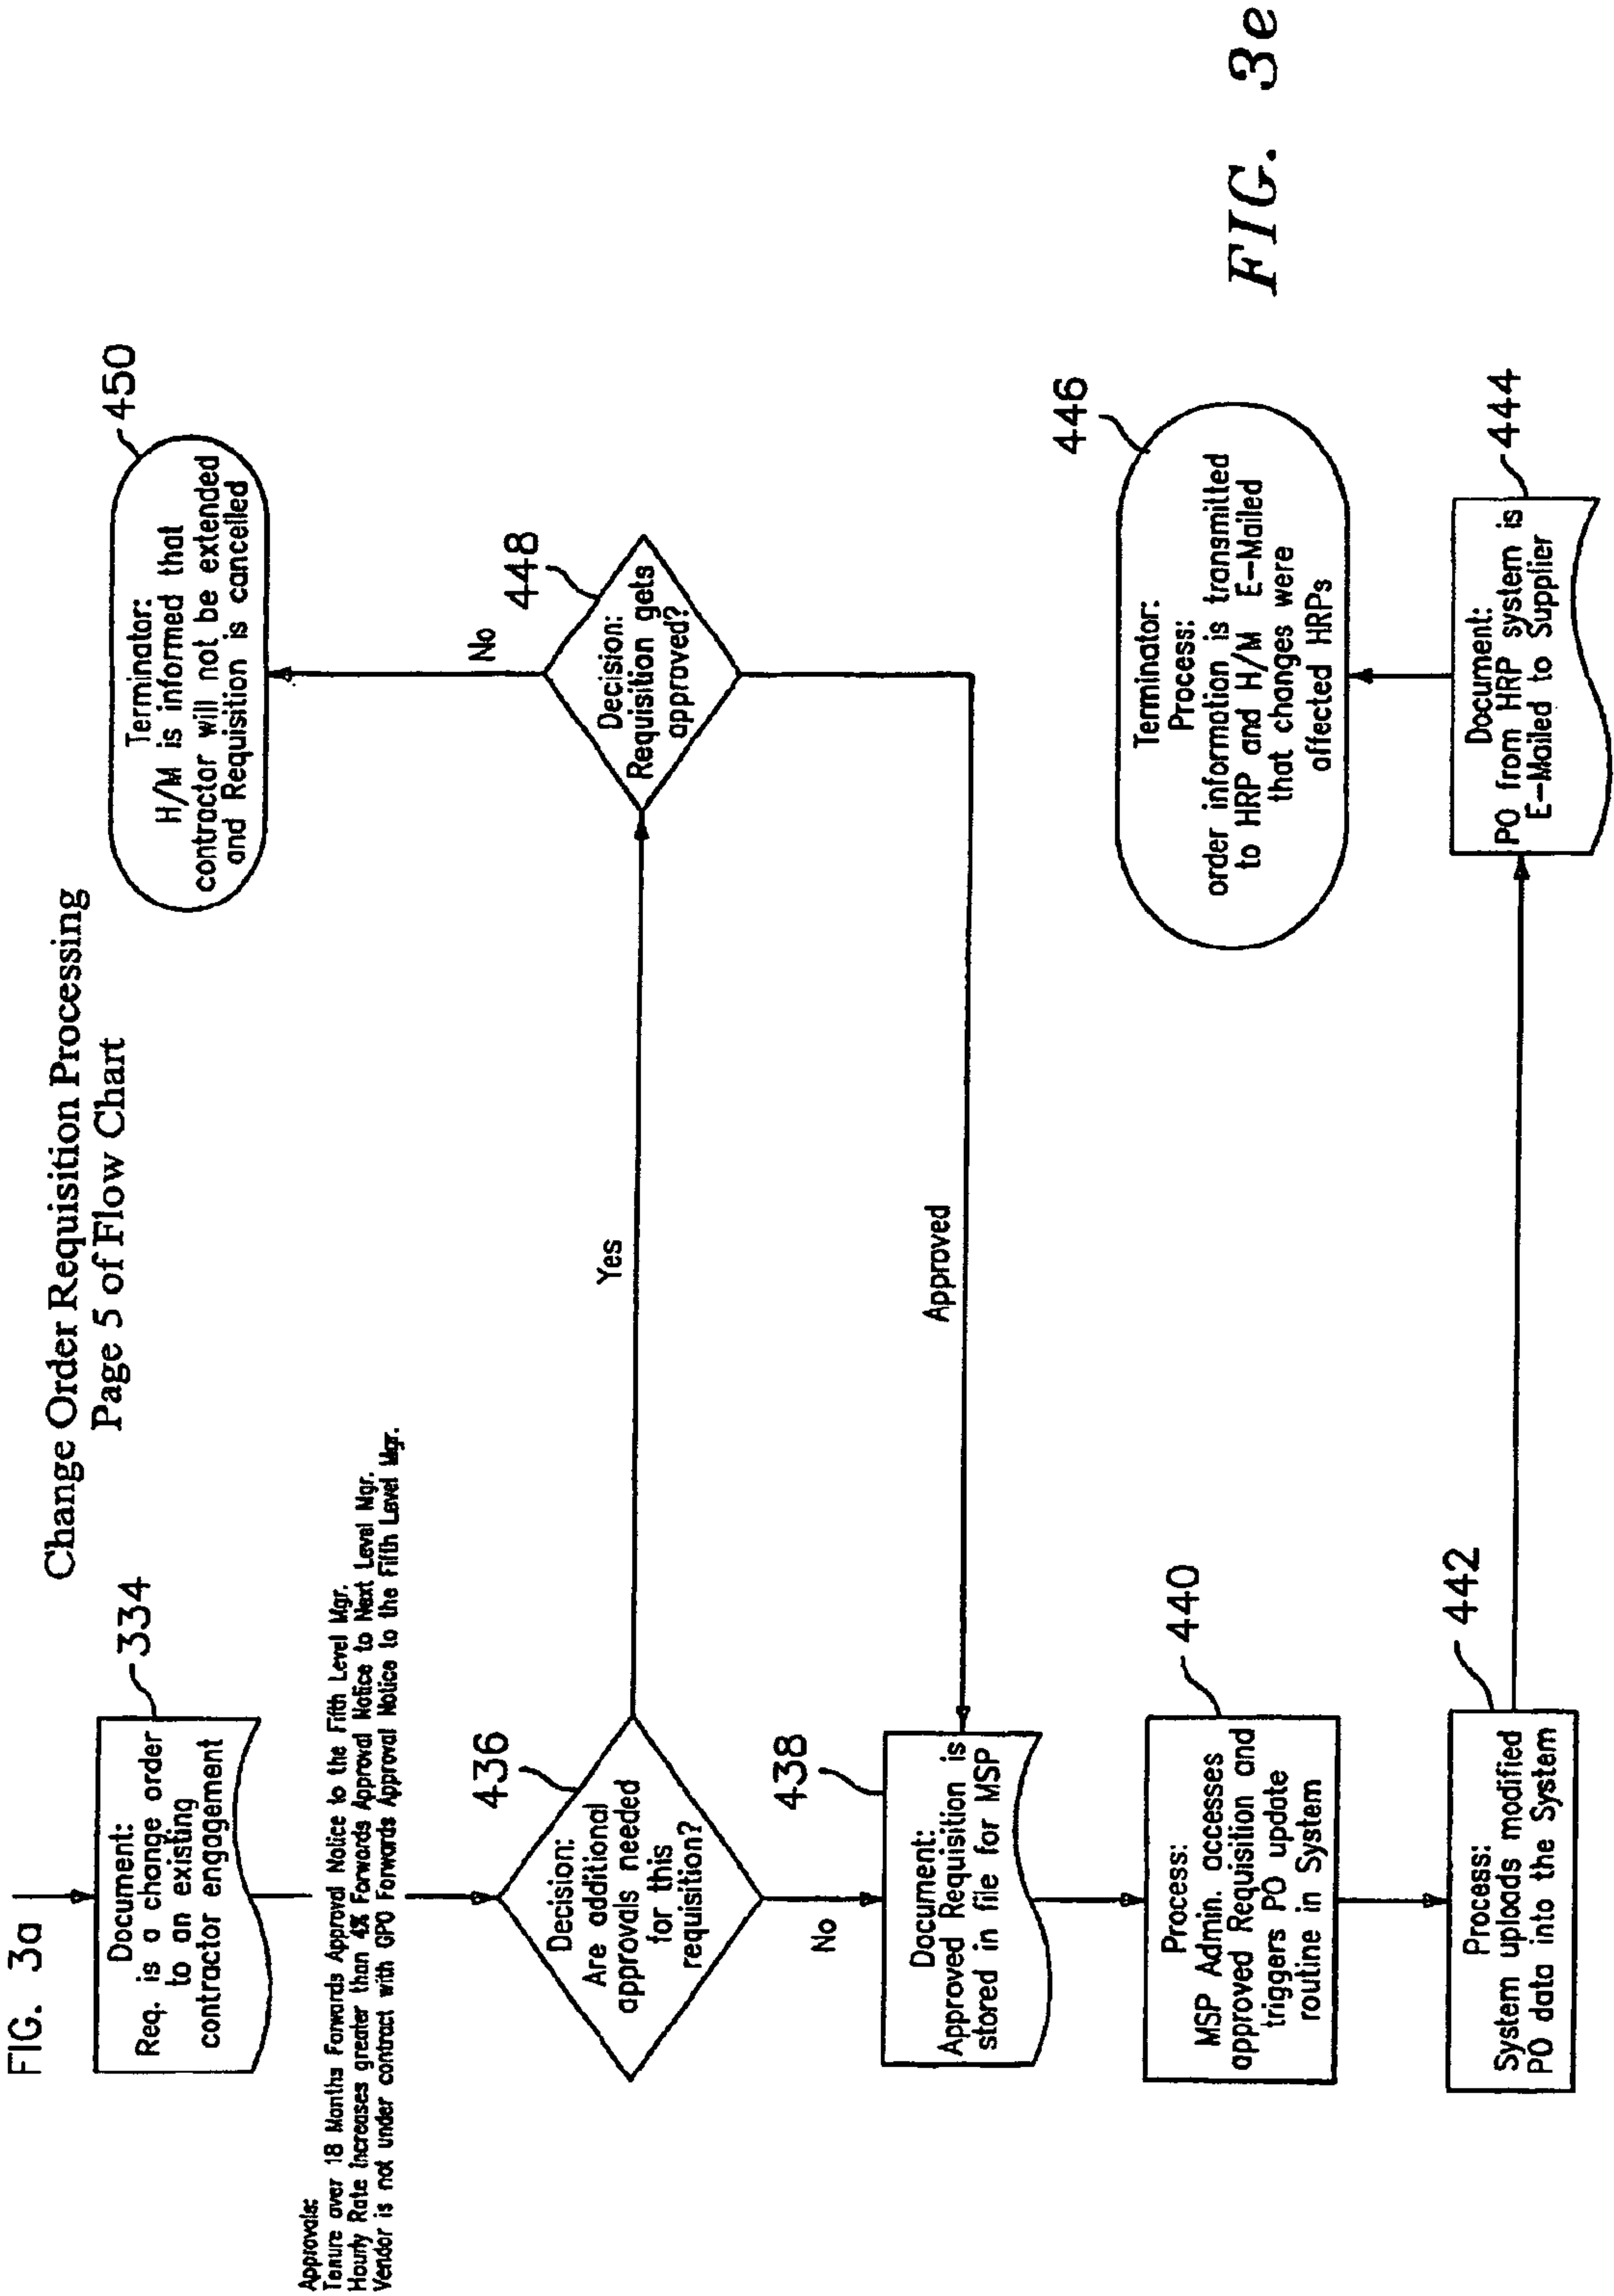 Change Order Requisition Processing
Page 5 of Flow Chart
FIG. 3a
334
Document:
Req. is a change order
to an existing
contractor engagement
Approvals:
Tenure over 18 Months Forwards Approval Notice to the Fifth Level Mgr.
Hourly Rate increases greater than 4% Forwards Approval Notice to Next Level Mgr.
Vendor is not under contract with GPO Forwards Approval Notice to the Fifth Level Mgr.
436
Decision:
Are additional
approvals needed
for this
requisition?
Yes
No
448
Decision:
Requisition gets
approved?
No
450
Terminator:
H/M is informed that
contractor will not be extended
and Requisition is cancelled
Approved
438
Document:
Approved Requisition is
stored in file for MSP
440
Process:
MSP Admin. accesses
approved Requisition and
triggers PO update
routine in System
442
Process:
System uploads modified
PO data into the System
444
Document:
PO from HRP system is
E-Mailed to Supplier
446
Terminator:
Process:
order information is transmitted
to HRP and H/M E-Mailed
that changes were
affected HRPs
FIG. 3e